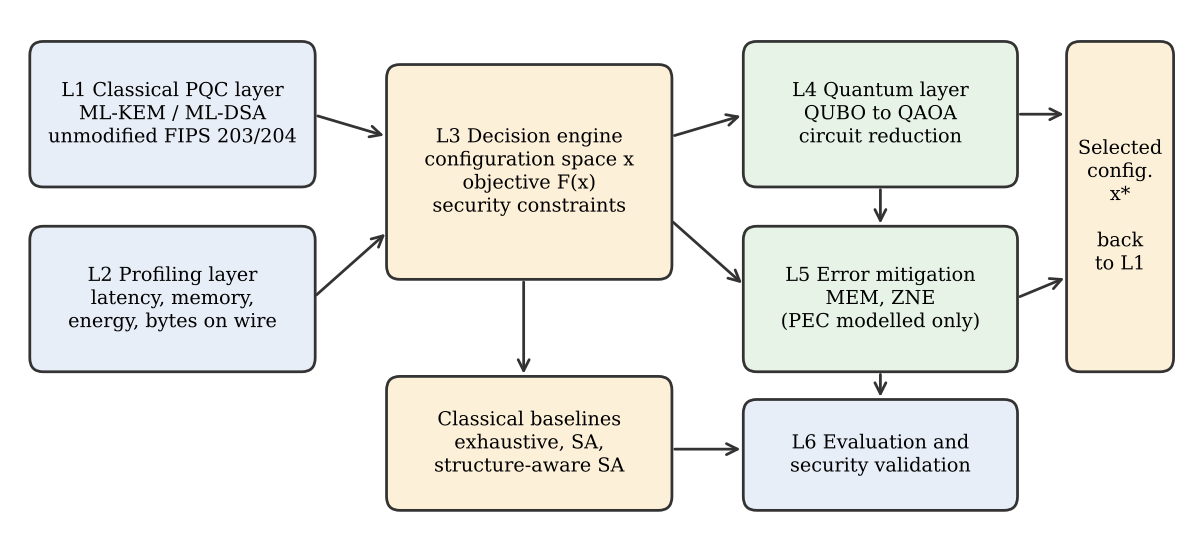 L1 Classical PQC layer
ML-KEM / ML-DSA
unmodified FIPS 203/204
L2 Profiling layer
latency, memory,
energy, bytes on wire
L3 Decision engine
configuration space x
objective F(x)
security constraints
Classical baselines
exhaustive, SA,
structure-aware SA
L4 Quantum layer
QUBO to QAOA
circuit reduction
L5 Error mitigation
MEM, ZNE
(PEC modelled only)
L6 Evaluation and
security validation
Selected
config.
x*
back
to L1